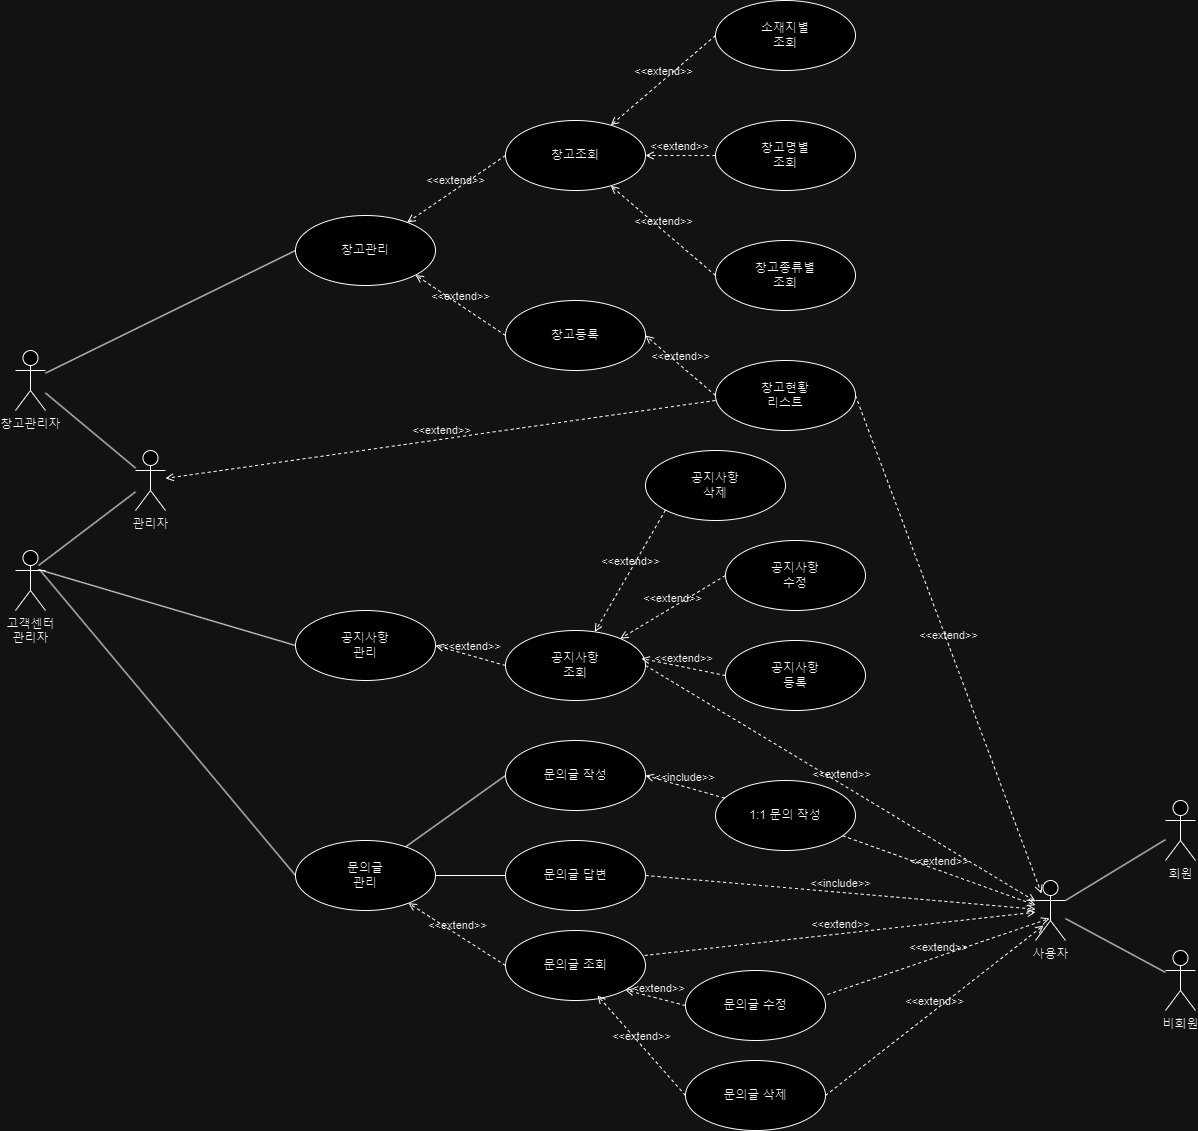 소재지별
조회
<<extend>>
창고조회
<<extend>>
창고명별
조회
<<extend>>
<<extend>>
창고관리
창고종류별
조회
<<extend>>
창고등록
<<extend>>
창고현황
리스트
창고관리자
<<extend>>
공지사항
삭제
관리자
<<extend>>
공지사항
수정
<<extend>>
고객센터
관리자
<<extend>>
공지사항
관리
<<extend>>
공지사항
조회
<<extend>>
공지사항
등록
문의글 작성
<<include>>
<<extend>>
1:1 문의 작성
<<extend>>
회원
문의글
관리
문의글 답변
<<include>>
<<extend>>
<<extend>>
<<extend>>
사용자
문의글 조회
<<extend>>
문의글 수정
<<extend>>
비회원
<<extend>>
문의글 삭제